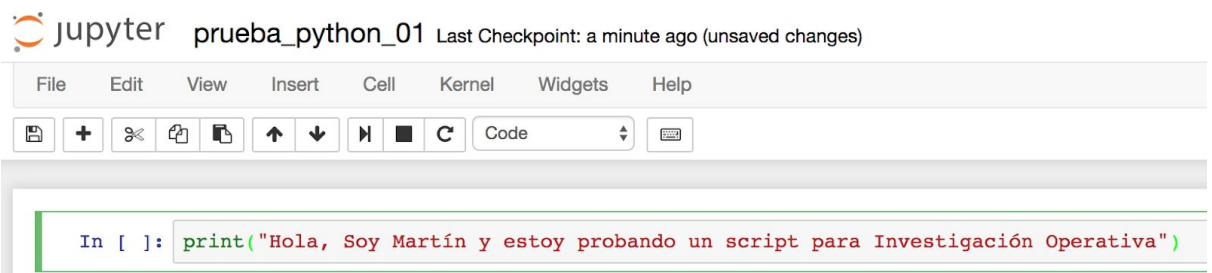 jupyter prueba_python_01 Last Checkpoint: a minute ago (unsaved changes)
File Edit View Insert Cell Kernel Widgets Help
Code
In [ ]: print("Hola, Soy Martín y estoy probando un script para Investigación Operativa")